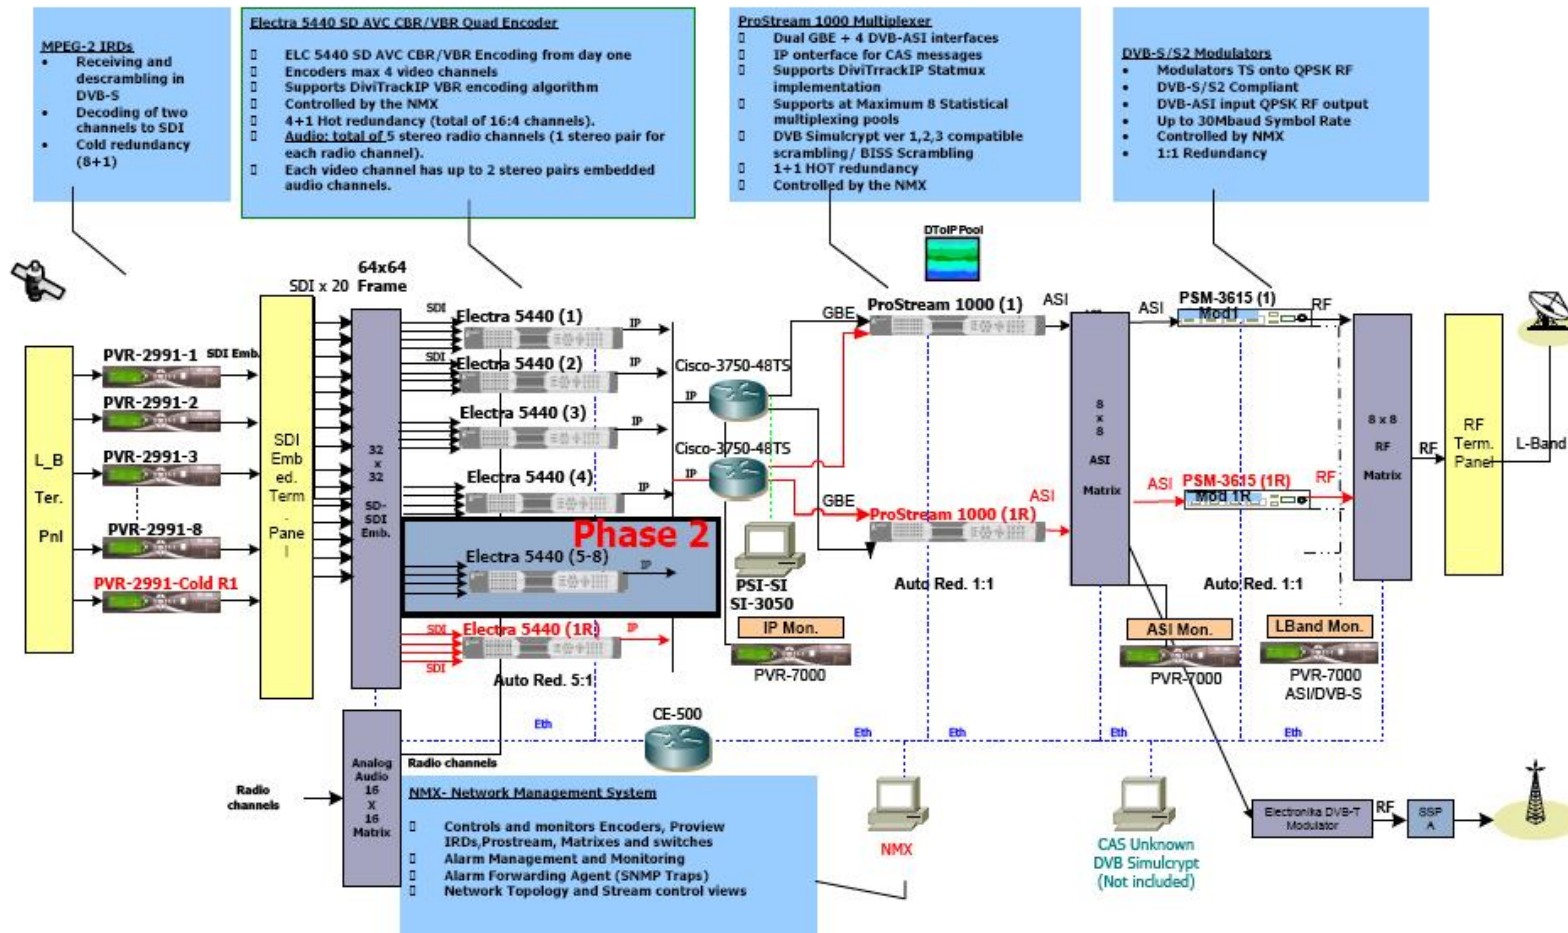 MPEG-2 IRDs
• Receiving and
descrambling in
DVB-S
• Decoding of two
channels to SDI
• Cold redundancy
(8+1)
Electra 5440 SD AVC CBR/VBR Quad Encoder
ELC 5440 SD AVC CBR/VBR Encoding from day one
Encoders max 4 video channels
Supports DiviTrackIP VBR encoding algorithm
Controlled by the NMX
4+1 Hot redundancy (total of 16:4 channels).
Audio: total of 5 stereo radio channels (1 stereo pair for
each radio channel).
Each video channel has up to 2 stereo pairs embedded
audio channels.
ProStream 1000 Multiplexer
Dual GBE + 4 DVB-ASI interfaces
IP onterface for CAS messages
Supports DiviTrackIP Statmux
implementation
Supports at Maximum 8 Statistical
multiplexing pools
DVB Simulcrypt ver 1,2,3 compatible
scrambling/ BISS Scrambling
1+1 HOT redundancy
Controlled by the NMX
DVB-S/S2 Modulators
• Modulators TS onto QPSK RF
• DVB-S/S2 Compliant
• DVB-ASI input QPSK RF output
• Up to 30Mbaud Symbol Rate
• Controlled by NMX
• 1:1 Redundancy
DToIP Pool
64x64
Frame
SDI x 20
L_B
Ter.
Pnl
PVR-2991-1
SDI Emb.
PVR-2991-2
PVR-2991-3
PVR-2991-8
PVR-2991-Cold R1
SDI
Emb
ed.
Term
.
Pane
l
32
x
32
SD-
SDI
Emb.
SDI
Electra 5440 (1)
IP
SDI
Electra 5440 (2)
IP
Electra 5440 (3)
IP
Electra 5440 (4)
IP
Phase 2
Electra 5440 (5-8)
IP
SDI
Electra 5440 (1R)
IP
SDI
Auto Red. 5:1
Cisco-3750-48TS
IP
Cisco-3750-48TS
IP
GBE
GBE
PSI-SI
SI-3050
IP Mon.
PVR-7000
ProStream 1000 (1)
ASI
ProStream 1000 (1R)
ASI
Auto Red. 1:1
8
x
8
ASI
Matrix
ASI
PSM-3615 (1)
Mod1
RF
ASI
PSM-3615 (1R)
Mod 1R
RF
Auto Red. 1:1
8 x 8
RF
Matrix
RF
RF
Term.
Panel
L-Band
ASI Mon.
PVR-7000
LBand Mon.
PVR-7000
ASI/DVB-S
CE-500
Eth
Eth
Eth
Eth
Eth
Radio
channels
Analog
Audio
16
X
16
Matrix
Radio channels
NMX- Network Management System
Controls and monitors Encoders, Proview
IRDs,Prostream, Matrixes and switches
Alarm Management and Monitoring
Alarm Forwarding Agent (SNMP Traps)
Network Topology and Stream control views
NMX
CAS Unknown
DVB Simulcrypt
(Not included)
Electronika DVB-T
Modulator
RF
SSP
A